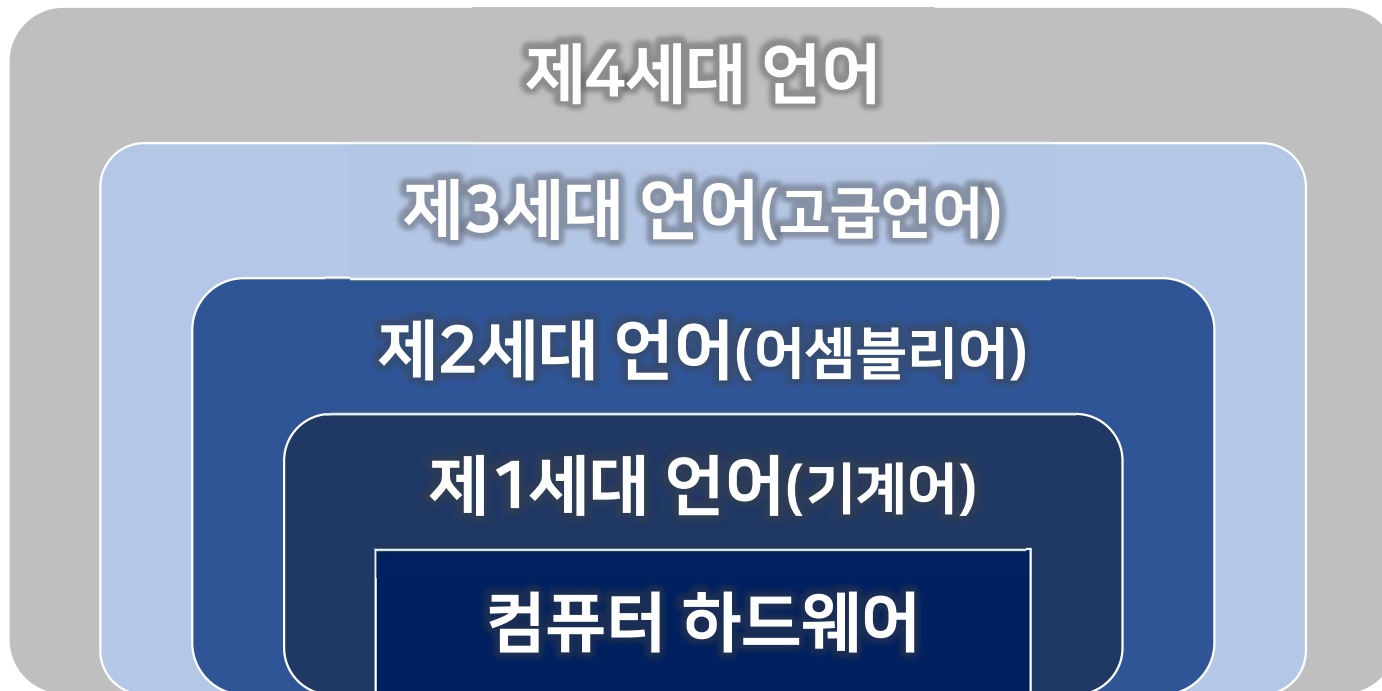 제4세대 언어
제3세대 언어(고급언어)
제2세대 언어(어셈블리어)
제1세대 언어(기계어)
컴퓨터 하드웨어